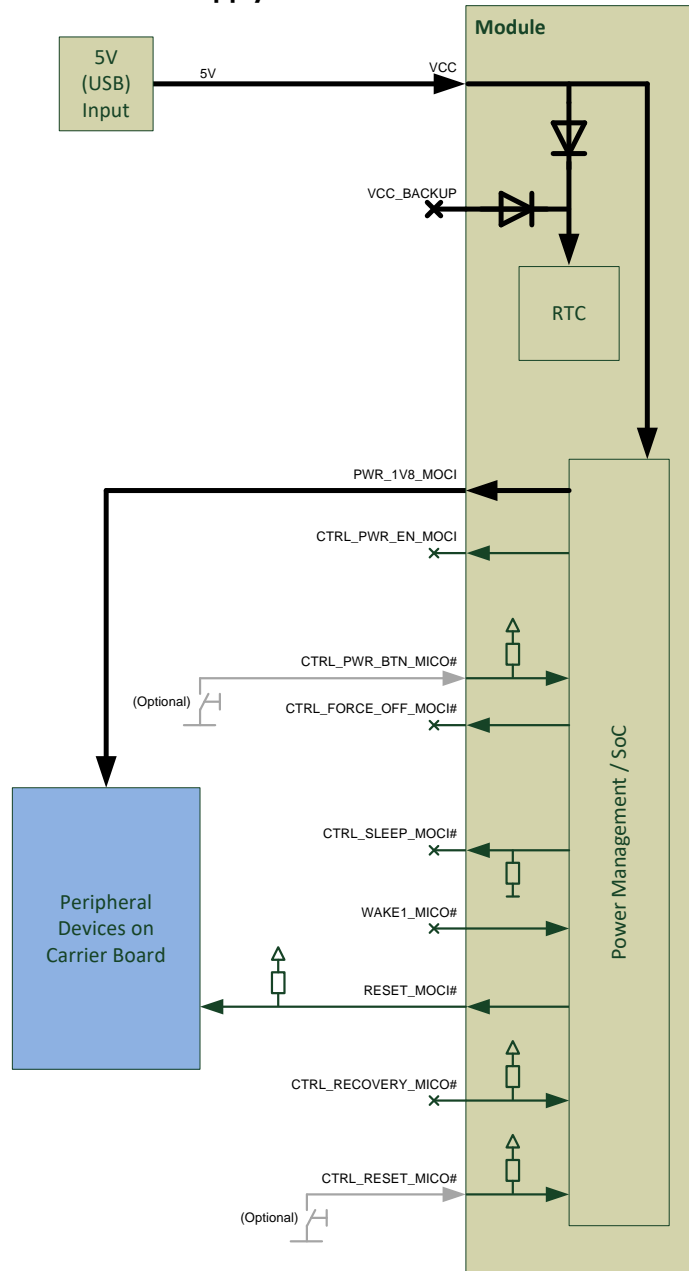 Module
5V
(USB)
Input
5V
VCC
VCC_BACKUP
RTC
PWR_1V8_MOCI
CTRL_PWR_EN_MOCI
CTRL_PWR_BTN_MICO#
(Optional)
CTRL_FORCE_OFF_MOCI#
Power Management / SoC
CTRL_SLEEP_MOCI#
Peripheral
Devices on
Carrier Board
WAKE1_MICO#
RESET_MOCI#
CTRL_RECOVERY_MICO#
CTRL_RESET_MICO#
(Optional)